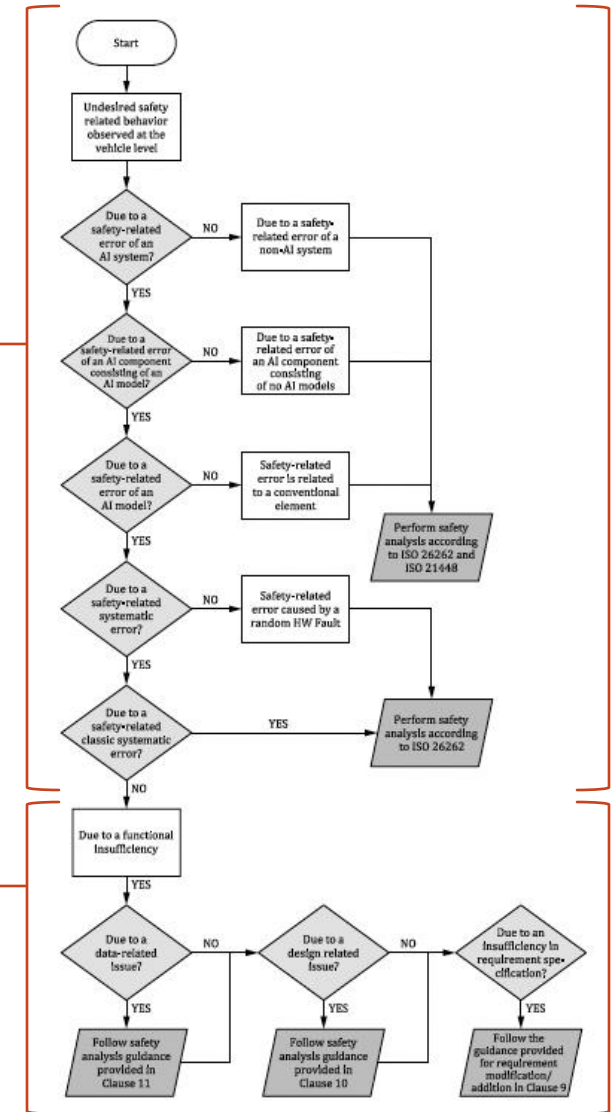 Start
Undesired safety
related behavior
observed at the
vehicle level
Due to a
safety-related
error of an
AI system?
NO
Due to a safety-
related error of a
non-AI system
YES
Due to a
safety-related error
of an AI component
consisting of an
AI model?
NO
Due to a safety-
related error of
an AI component
consisting
of no AI models
YES
Due to a
safety-related
error of an
AI model?
NO
Safety-related
error is related
to a conventional
element
Perform safety
analysis according
to ISO 26262 and
ISO 21448
YES
Due to a
safety-related
systematic
error?
NO
Safety-related
error caused by a
random HW Fault
YES
Due to a
safety-related
classic systematic
error?
YES
Perform safety
analysis according
to ISO 26262
NO
Due to a functional
insufficiency
YES
Due to a
data-related
issue?
NO
Due to a
design related
issue?
NO
Due to an
insufficiency in
requirement spe-
cification?
YES
YES
YES
Follow safety
analysis guidance
provided in
Clause 11
Follow safety
analysis guidance
provided in
Clause 10
Follow the
guidance provided
for requirement
modification/
addition in Clause 9